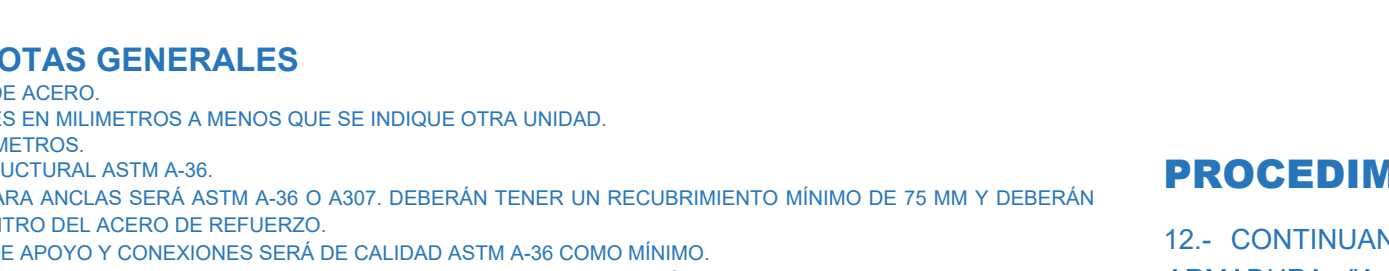 OTAS GENERALES
DE ACERO.
ES EN MILIMETROS A MENOS QUE SE INDIQUE OTRA UNIDAD.
METROS.
UCTURAL ASTM A-36.
ARA ANCLAS SERÁ ASTM A-36 O A307. DEBERÁN TENER UN RECUBRIMIENTO MÍNIMO DE 75 MM Y DEBERÁN
TRO DEL ACERO DE REFUERZO.
E APOYO Y CONEXIONES SERÁ DE CALIDAD ASTM A-36 COMO MÍNIMO.
PROCEDIM
12.- CONTINUAN